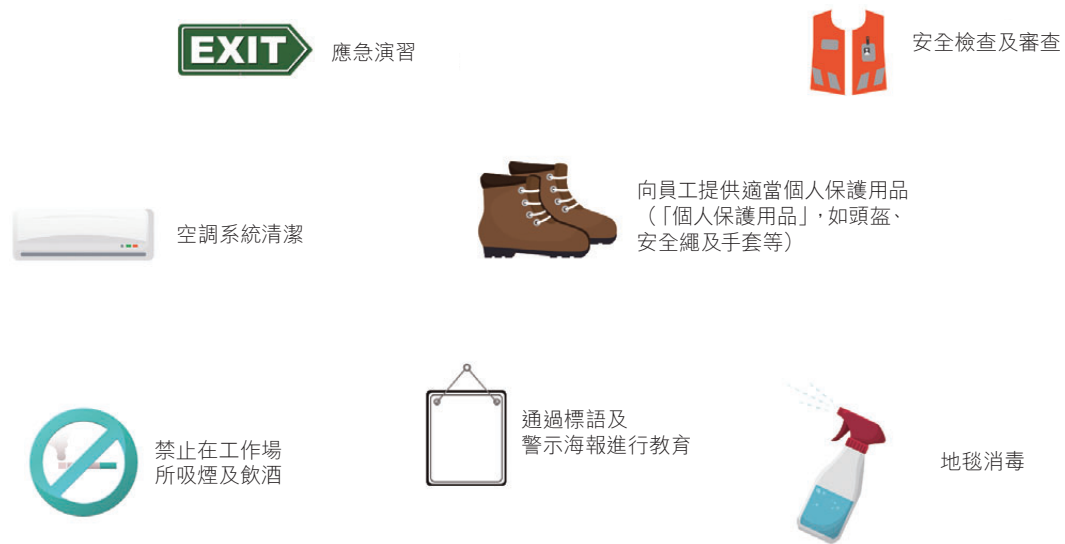 EXIT
應急演習
安全檢查及審查
空調系統清潔
向員工提供適當個人保護用品
（「個人保護用品」，如頭盔、
安全繩及手套等）
禁止在工作場
所吸煙及飲酒
通過標語及
警示海報進行教育
地毯消毒